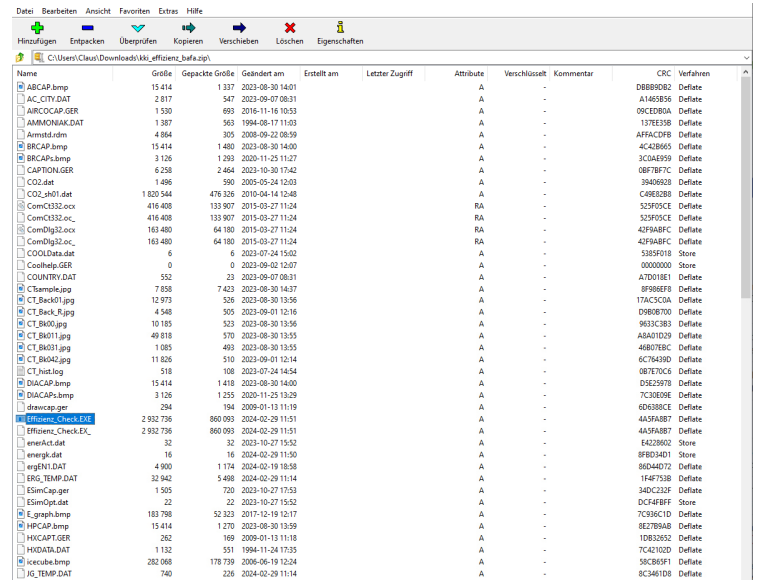 Datei Bearbeiten Ansicht Favoriten Extras Hilfe
Hinzufügen Entpacken Überprüfen Kopieren Verschieben Löschen Eigenschaften
C:\Users\Claus\Downloads\kki_effizienz_bafa.zip\
Name Größe Gepackte Größe Geändert am Erstellt am Letzter Zugriff Attribute Verschlüsselt Kommentar CRC Verfahren
ABCAP.bmp 15 414 1 337 2023-08-30 14:01 A - DBBB9DB2 Deflate
AC_CITY.DAT 2 817 547 2023-09-07 08:31 A - A1465B56 Deflate
AIRCOCAP.GER 1 530 693 2016-11-16 10:53 A - 09CEDB0A Deflate
AMMONIAK.DAT 1 387 563 1994-08-17 11:03 A - 137EE35B Deflate
Armstd.rdm 4 864 305 2008-09-22 08:59 A - AFFACDFB Deflate
BRCAP.bmp 15 414 1 480 2023-08-30 14:00 A - 4C42B665 Deflate
BRCAPs.bmp 3 126 1 293 2020-11-25 11:27 A - 3C0AE959 Deflate
CAPTION.GER 6 258 2 464 2023-10-30 17:42 A - 0BF7BF7C Deflate
CO2.dat 1 496 590 2005-05-24 12:03 A - 39406928 Deflate
CO2_sh01.dat 1 820 544 476 326 2010-04-14 12:48 A - C49E82B8 Deflate
ComCt332.ocx 416 408 133 907 2015-03-27 11:24 RA - 525F05CE Deflate
ComCt332.oc_ 416 408 133 907 2015-03-27 11:24 RA - 525F05CE Deflate
ComDlg32.ocx 163 480 64 180 2015-03-27 11:24 RA - 42F9ABFC Deflate
ComDlg32.oc_ 163 480 64 180 2015-03-27 11:24 RA - 42F9ABFC Deflate
COOLData.dat 6 6 2023-07-24 15:02 A - 5385F018 Store
Coolhelp.GER 0 0 2023-09-02 12:07 A - 00000000 Store
COUNTRY.DAT 552 23 2023-09-07 08:31 A - A7D018E1 Deflate
CTsample.jpg 7 858 7 423 2023-08-30 14:37 A - 8F986EF8 Deflate
CT_Back01.jpg 12 973 526 2023-08-30 13:56 A - 17AC5C0A Deflate
CT_Back_R.jpg 4 548 505 2023-09-01 12:16 A - D9B0B700 Deflate
CT_Bk00.jpg 10 185 523 2023-08-30 13:56 A - 9633C3B3 Deflate
CT_Bk011.jpg 49 818 570 2023-08-30 13:55 A - A8A01D29 Deflate
CT_Bk031.jpg 1 085 493 2023-08-30 13:55 A - 46B07EBC Deflate
CT_Bk042.jpg 11 826 510 2023-09-01 12:14 A - 6C76439D Deflate
CT_hist.log 518 108 2023-07-24 14:54 A - 0B7E70C6 Deflate
DIACAP.bmp 15 414 1 418 2023-08-30 14:00 A - D5E25978 Deflate
DIACAPs.bmp 3 126 1 255 2020-11-25 13:29 A - 7C30E09E Deflate
drawcap.ger 294 194 2009-01-13 11:19 A - 6D6388CE Deflate
Effizienz_Check.EXE 2 932 736 860 093 2024-02-29 11:51 A - 4A5FA8B7 Deflate
Effizienz_Check.EX_ 2 932 736 860 093 2024-02-29 11:51 A - 4A5FA8B7 Deflate
enerAct.dat 32 32 2023-10-27 15:52 A - E4228602 Store
energk.dat 16 16 2024-02-29 11:50 A - 8FBD34D1 Store
ergEN1.DAT 4 900 1 174 2024-02-19 18:58 A - 86D44D72 Deflate
ERG_TEMP.DAT 32 942 5 498 2024-02-29 11:14 A - 1F4F753B Deflate
ESimCap.ger 1 505 720 2023-10-27 17:53 A - 34DC232F Deflate
ESimOpt.dat 22 22 2023-10-27 15:52 A - DCF4FBFF Store
E_graph.bmp 183 798 52 323 2017-12-19 12:17 A - 7C936C1D Deflate
HPCAP.bmp 15 414 1 270 2023-08-30 13:59 A - 8E27B9AB Deflate
HXCAPT.GER 262 169 2009-01-13 11:18 A - 1DB32652 Deflate
HXDATA.DAT 1 132 551 1994-11-24 17:35 A - 7C42102D Deflate
icecube.bmp 282 068 178 739 2006-06-19 12:24 A - 58CB65F1 Deflate
JG_TEMP.DAT 740 226 2024-02-29 11:14 A - 8C3461D8 Deflate